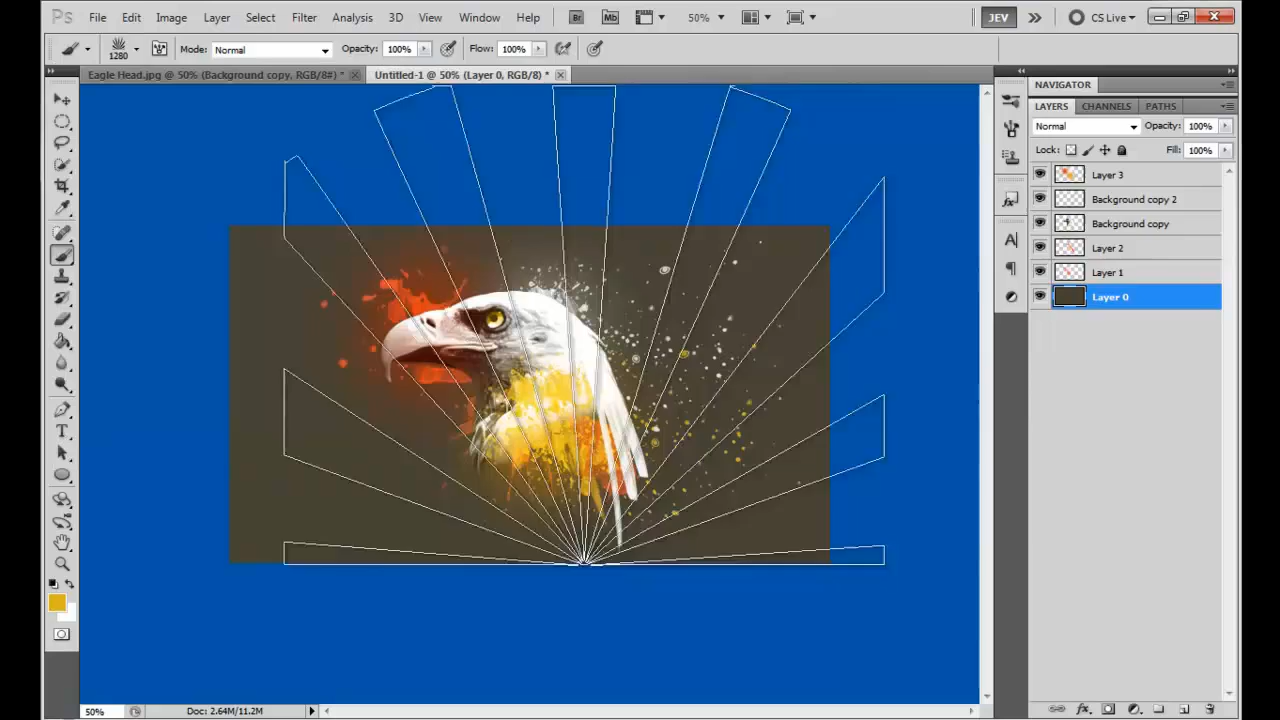 Ps File Edit Image Layer Select Filter Analysis 3D View Window Help Br Mb 50% JEV CS Live
1280 Mode: Normal Opacity: 100% Flow: 100%
Eagle Head.jpg @ 50% (Background copy, RGB/8#) * Untitled-1 @ 50% (Layer 0, RGB/8) *
NAVIGATOR
LAYERS CHANNELS PATHS
Normal Opacity: 100%
Lock: Fill: 100%
Layer 3
Background copy 2
Background copy
Layer 2
Layer 1
Layer 0
50% Doc: 2.64M/11.2M